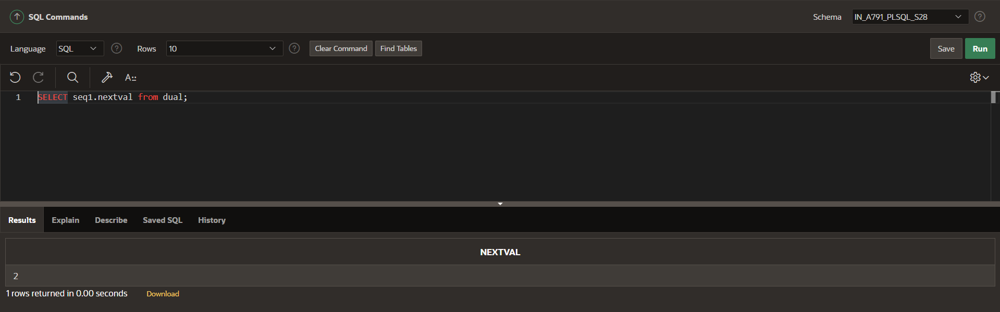 SQL Commands
Schema IN_A791_PLSQL_S28
Language SQL Rows 10 Clear Command Find Tables Save Run
A::
1 SELECT seq1.nextval from dual;
Results Explain Describe Saved SQL History
NEXTVAL
2
1 rows returned in 0.00 seconds Download